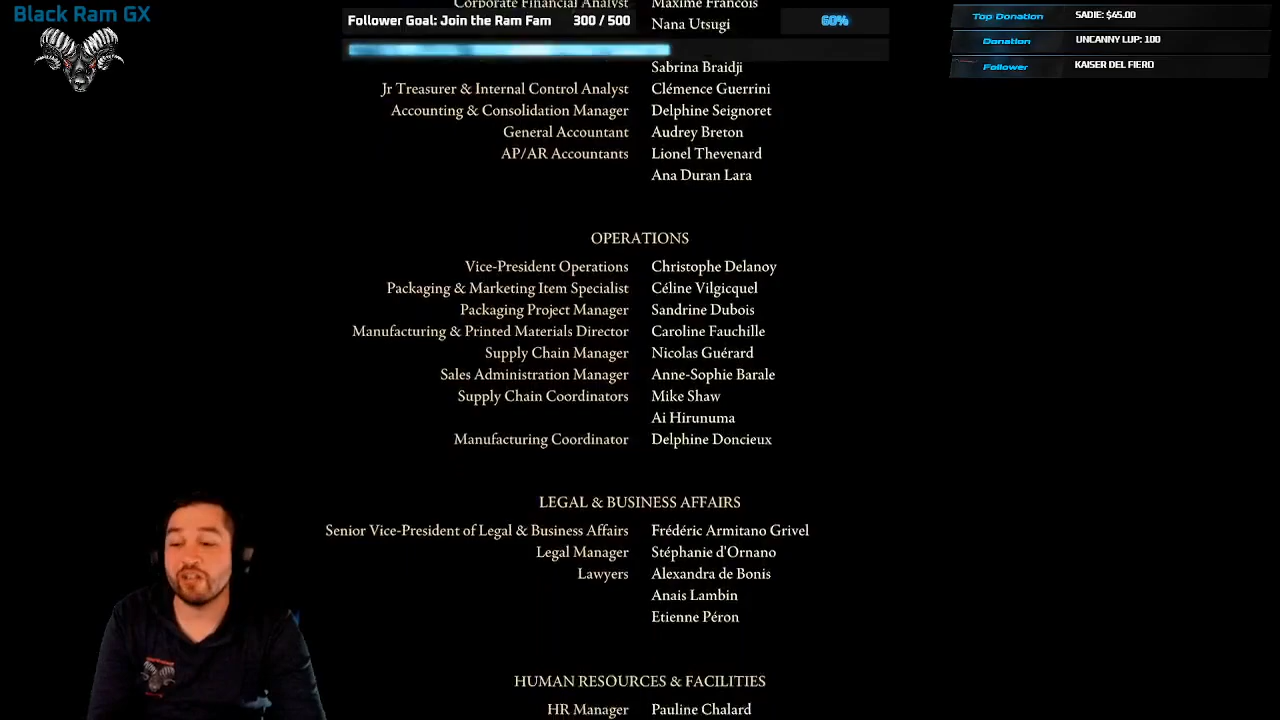 Black Ram GX
Corporate Financial Analyst Maxime Francois
Follower Goal: Join the Ram Fam 300 / 500 60%
Nana Utsugi
Top Donation SADIE: $45.00
Donation UNCANNY LUP: 100
Follower KAISER DEL FIERO
Sabrina Braidji
Jr Treasurer & Internal Control Analyst Clémence Guerrini
Accounting & Consolidation Manager Delphine Seignoret
General Accountant Audrey Breton
AP/AR Accountants Lionel Thevenard
Ana Duran Lara
OPERATIONS
Vice-President Operations Christophe Delanoy
Packaging & Marketing Item Specialist Céline Vilgicquel
Packaging Project Manager Sandrine Dubois
Manufacturing & Printed Materials Director Caroline Fauchille
Supply Chain Manager Nicolas Guérard
Sales Administration Manager Anne-Sophie Barale
Supply Chain Coordinators Mike Shaw
Ai Hirunuma
Manufacturing Coordinator Delphine Doncieux
LEGAL & BUSINESS AFFAIRS
Senior Vice-President of Legal & Business Affairs Frédéric Armitano Grivel
Legal Manager Stéphanie d'Ornano
Lawyers Alexandra de Bonis
Anais Lambin
Etienne Péron
HUMAN RESOURCES & FACILITIES
HR Manager Pauline Chalard